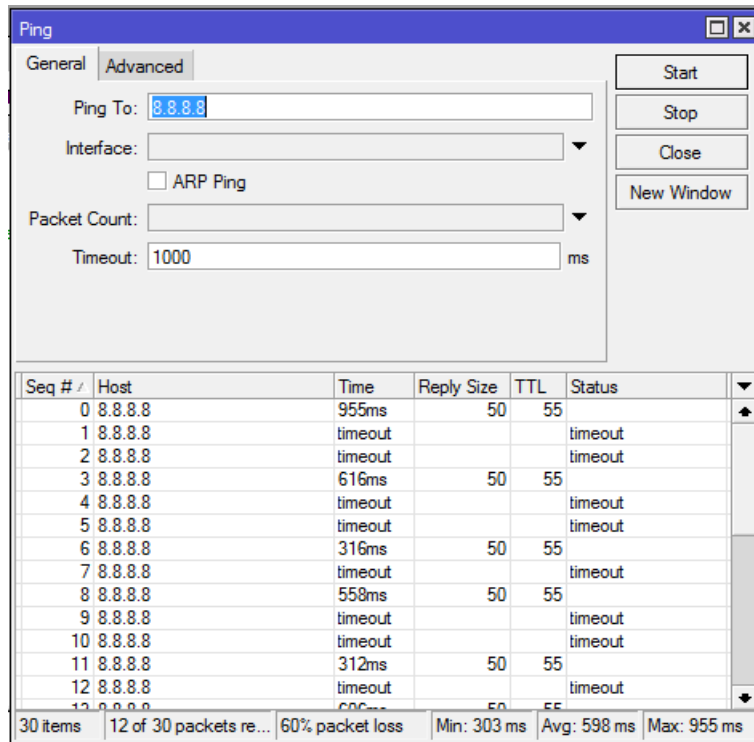 Ping
General Advanced
Start
Ping To: 8.8.8.8
Stop
Interface:
Close
ARP Ping
New Window
Packet Count:
Timeout: 1000 ms
Seq # Host Time Reply Size TTL Status
0 8.8.8.8 955ms 50 55
1 8.8.8.8 timeout timeout
2 8.8.8.8 timeout timeout
3 8.8.8.8 616ms 50 55
4 8.8.8.8 timeout timeout
5 8.8.8.8 timeout timeout
6 8.8.8.8 316ms 50 55
7 8.8.8.8 timeout timeout
8 8.8.8.8 558ms 50 55
9 8.8.8.8 timeout timeout
10 8.8.8.8 timeout timeout
11 8.8.8.8 312ms 50 55
12 8.8.8.8 timeout timeout
13 8.8.8.8 50 55
30 items 12 of 30 packets re... 60% packet loss Min: 303 ms Avg: 598 ms Max: 955 ms